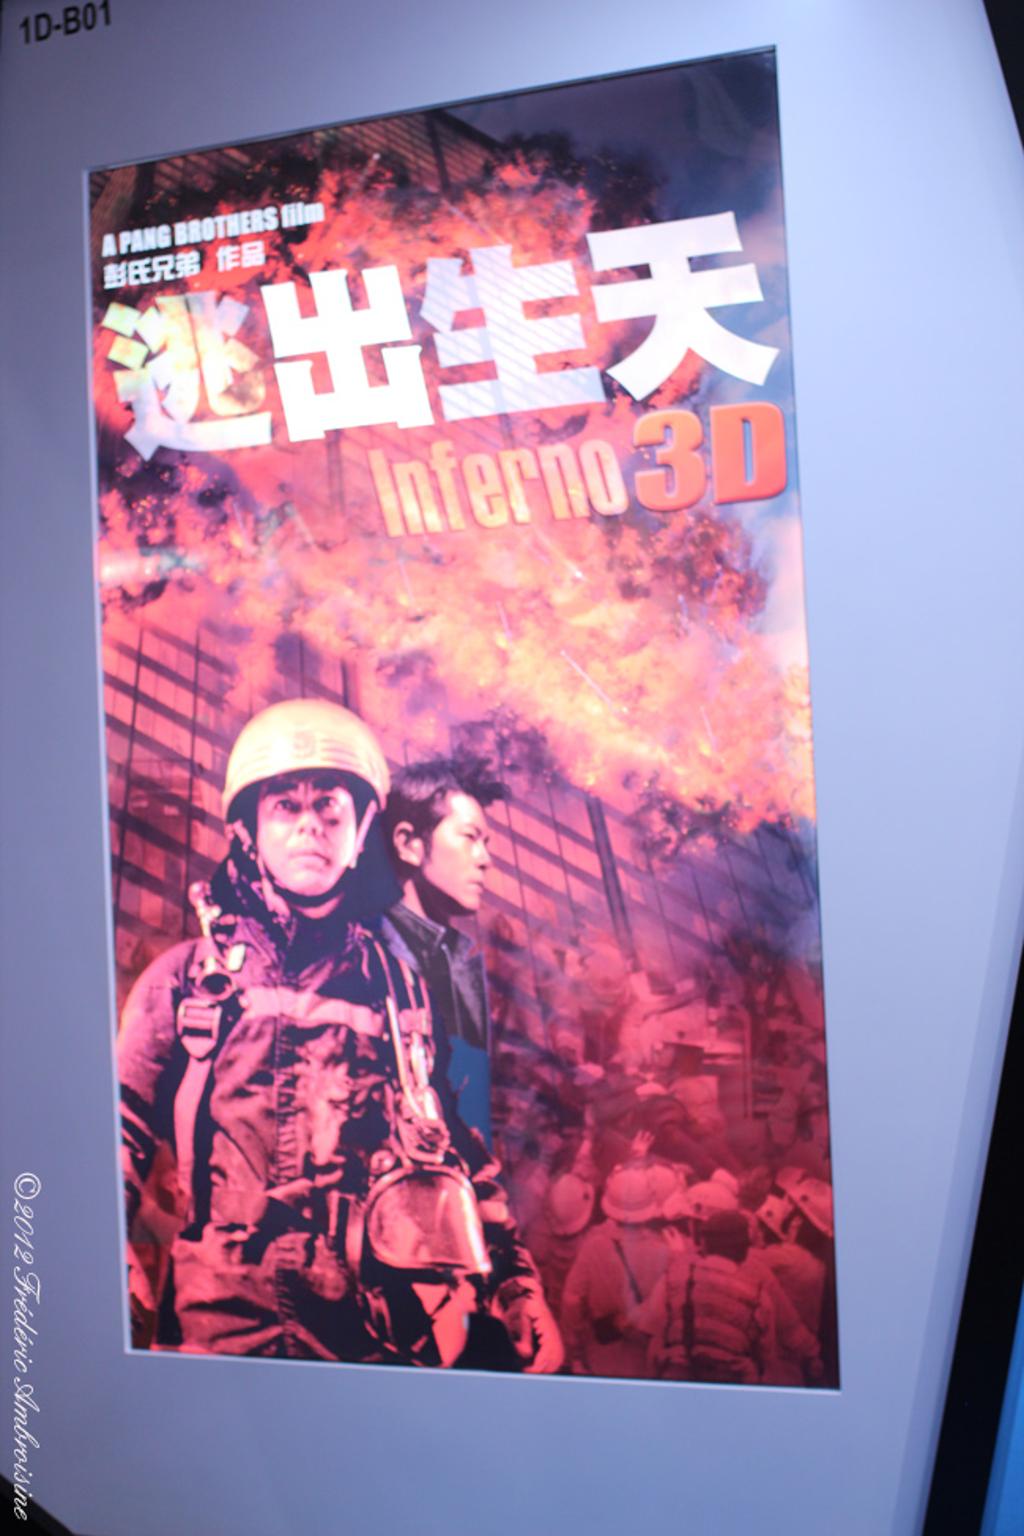 1D-B01
A PANG BROTHERS film
彭氏兄弟 作品
逃出生天
Inferno 3D
©2012 Frédéric Ambroisine